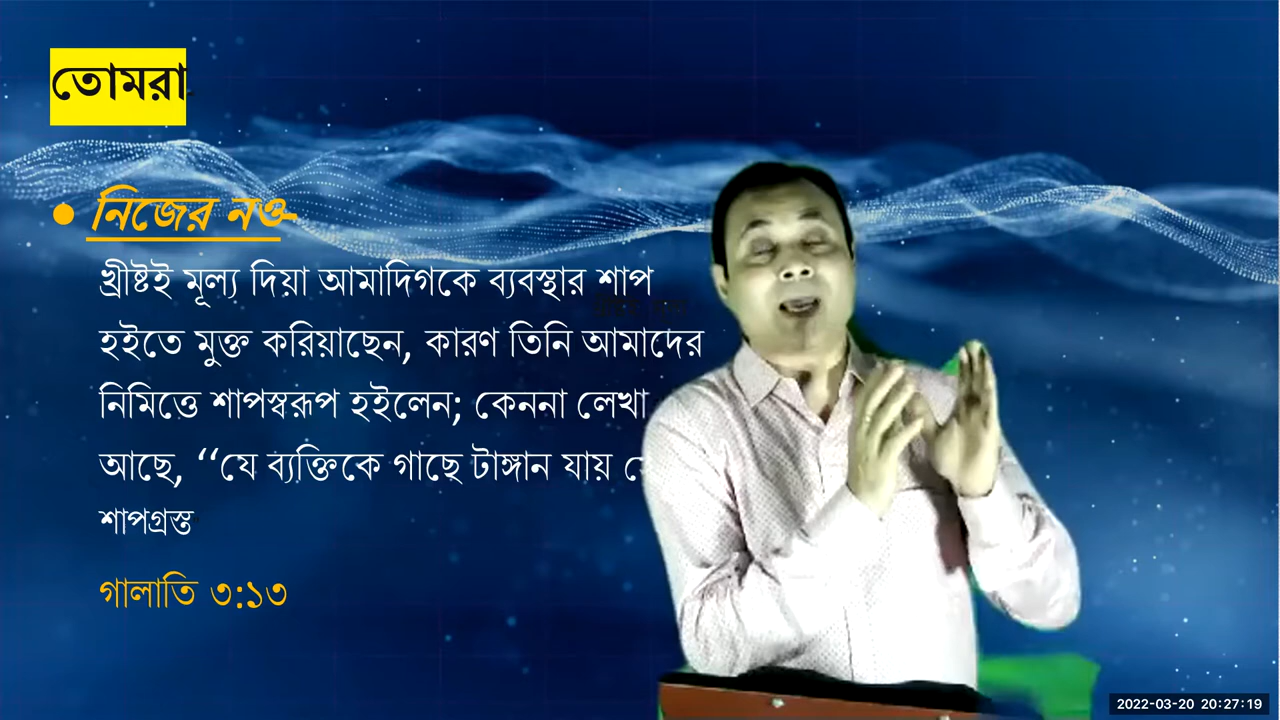 তোমরা
• নিজের নও-
খ্রীষ্টই মূল্য দিয়া আমাদিগকে ব্যবস্থার শাপ
হইতে মুক্ত করিয়াছেন, কারণ তিনি আমাদের
নিমিত্তে শাপস্বরূপ হইলেন; কেননা লেখা
আছে, ‘‘যে ব্যক্তিকে গাছে টাঙ্গান যায়
শাপগ্রস্ত
গালাতি ৩:১৩
2022-03-20 20:27:19